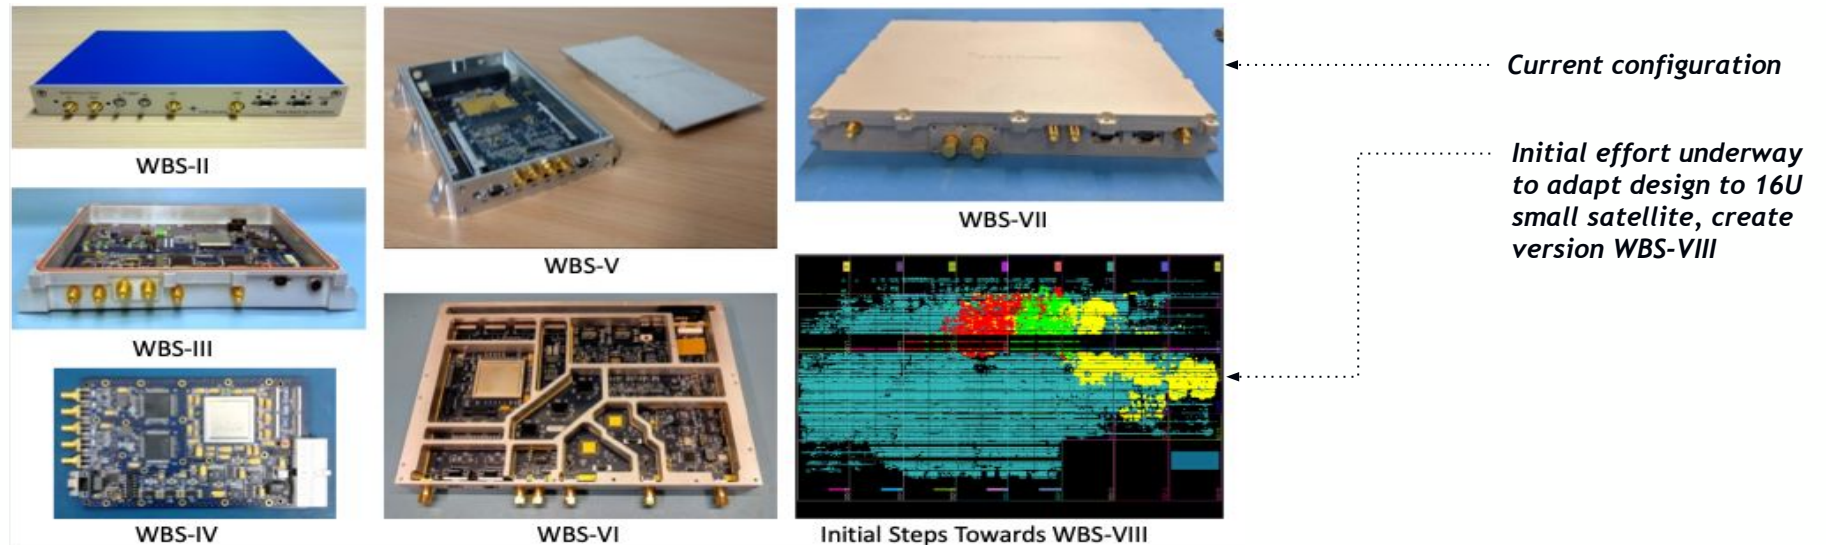 WBS-II
WBS-III
WBS-IV
WBS-V
WBS-VI
WBS-VII
Initial Steps Towards WBS-VIII
Current configuration
Initial effort underway
to adapt design to 16U
small satellite, create
version WBS-VIII